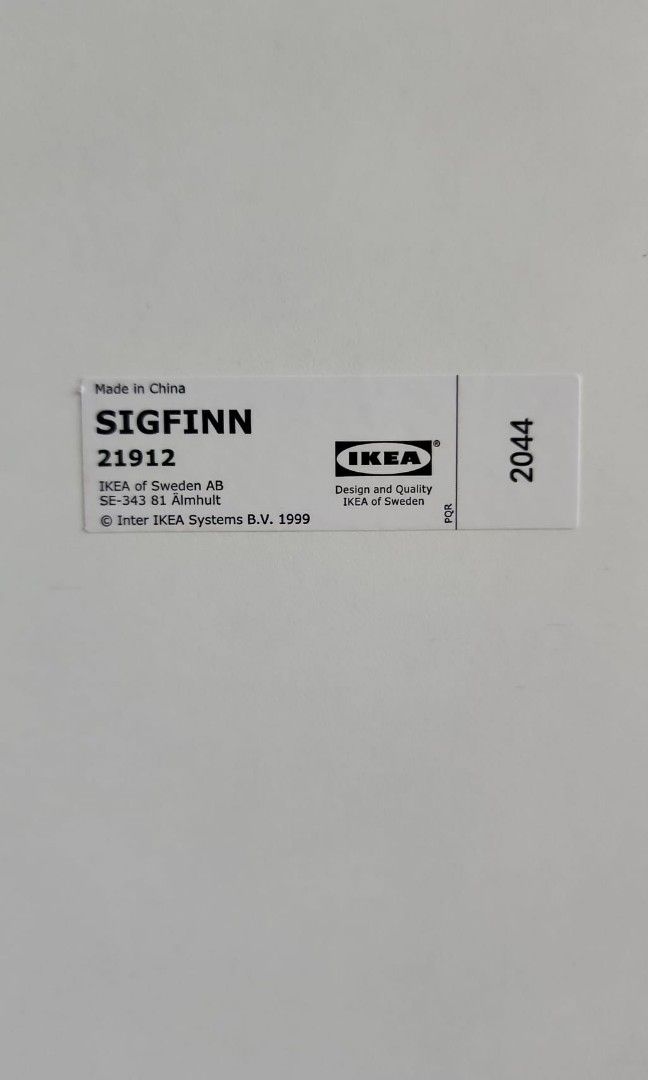 Made in China
SIGFINN
21912
IKEA of Sweden AB
SE-343 81 Älmhult
© Inter IKEA Systems B.V. 1999
IKEA®
Design and Quality
IKEA of Sweden
PQR
2044